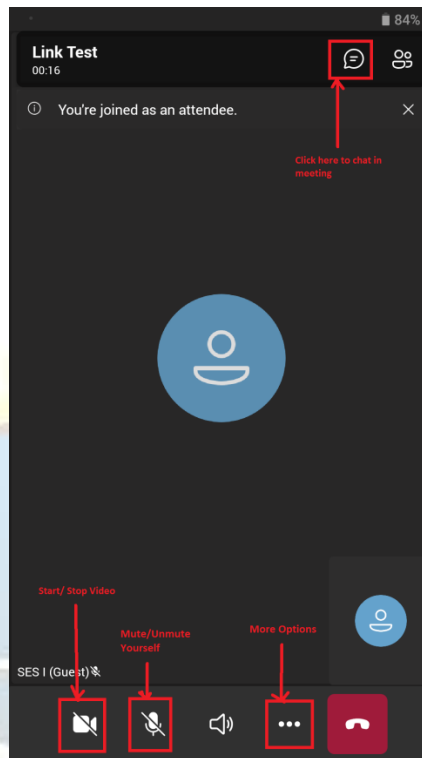 84%
Link Test
00:16
You're joined as an attendee.
Click here to chat in
meeting
Start/ Stop Video
Mute/Unmute
Yourself
More Options
SES I (Guest)